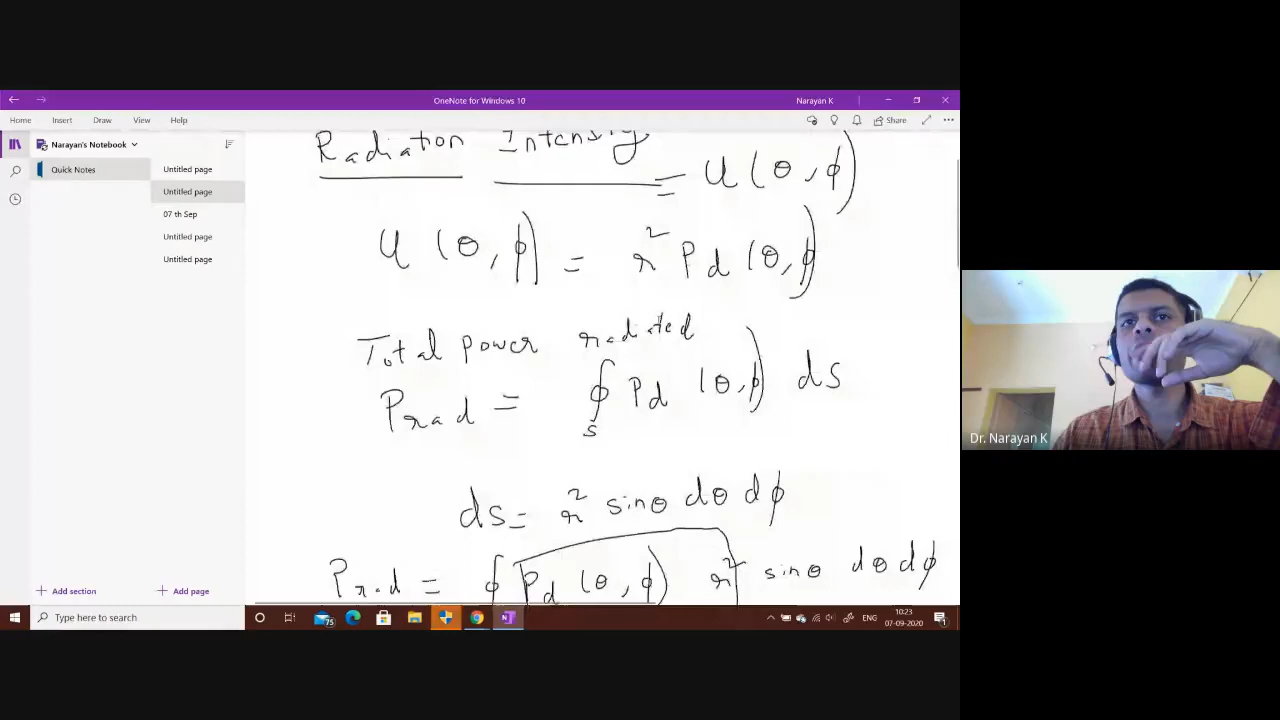 OneNote for Windows 10
Narayan K
Home Insert Draw View Help
Share
Narayan's Notebook
Quick Notes
Untitled page
Untitled page
07 th Sep
Untitled page
Untitled page
Add section
Add page
Radiation Intensity = U(θ,ϕ)
U(θ,ϕ) = r² Pd(θ,ϕ)
Total power radiated
Prad = ∮s Pd (θ,ϕ) ds
ds = r² sinθ dθ dϕ
Prad = ∮ Pd (θ,ϕ) r² sinθ dθ dϕ
Dr. Narayan K
Type here to search
75
ENG
10:23
07-09-2020
1